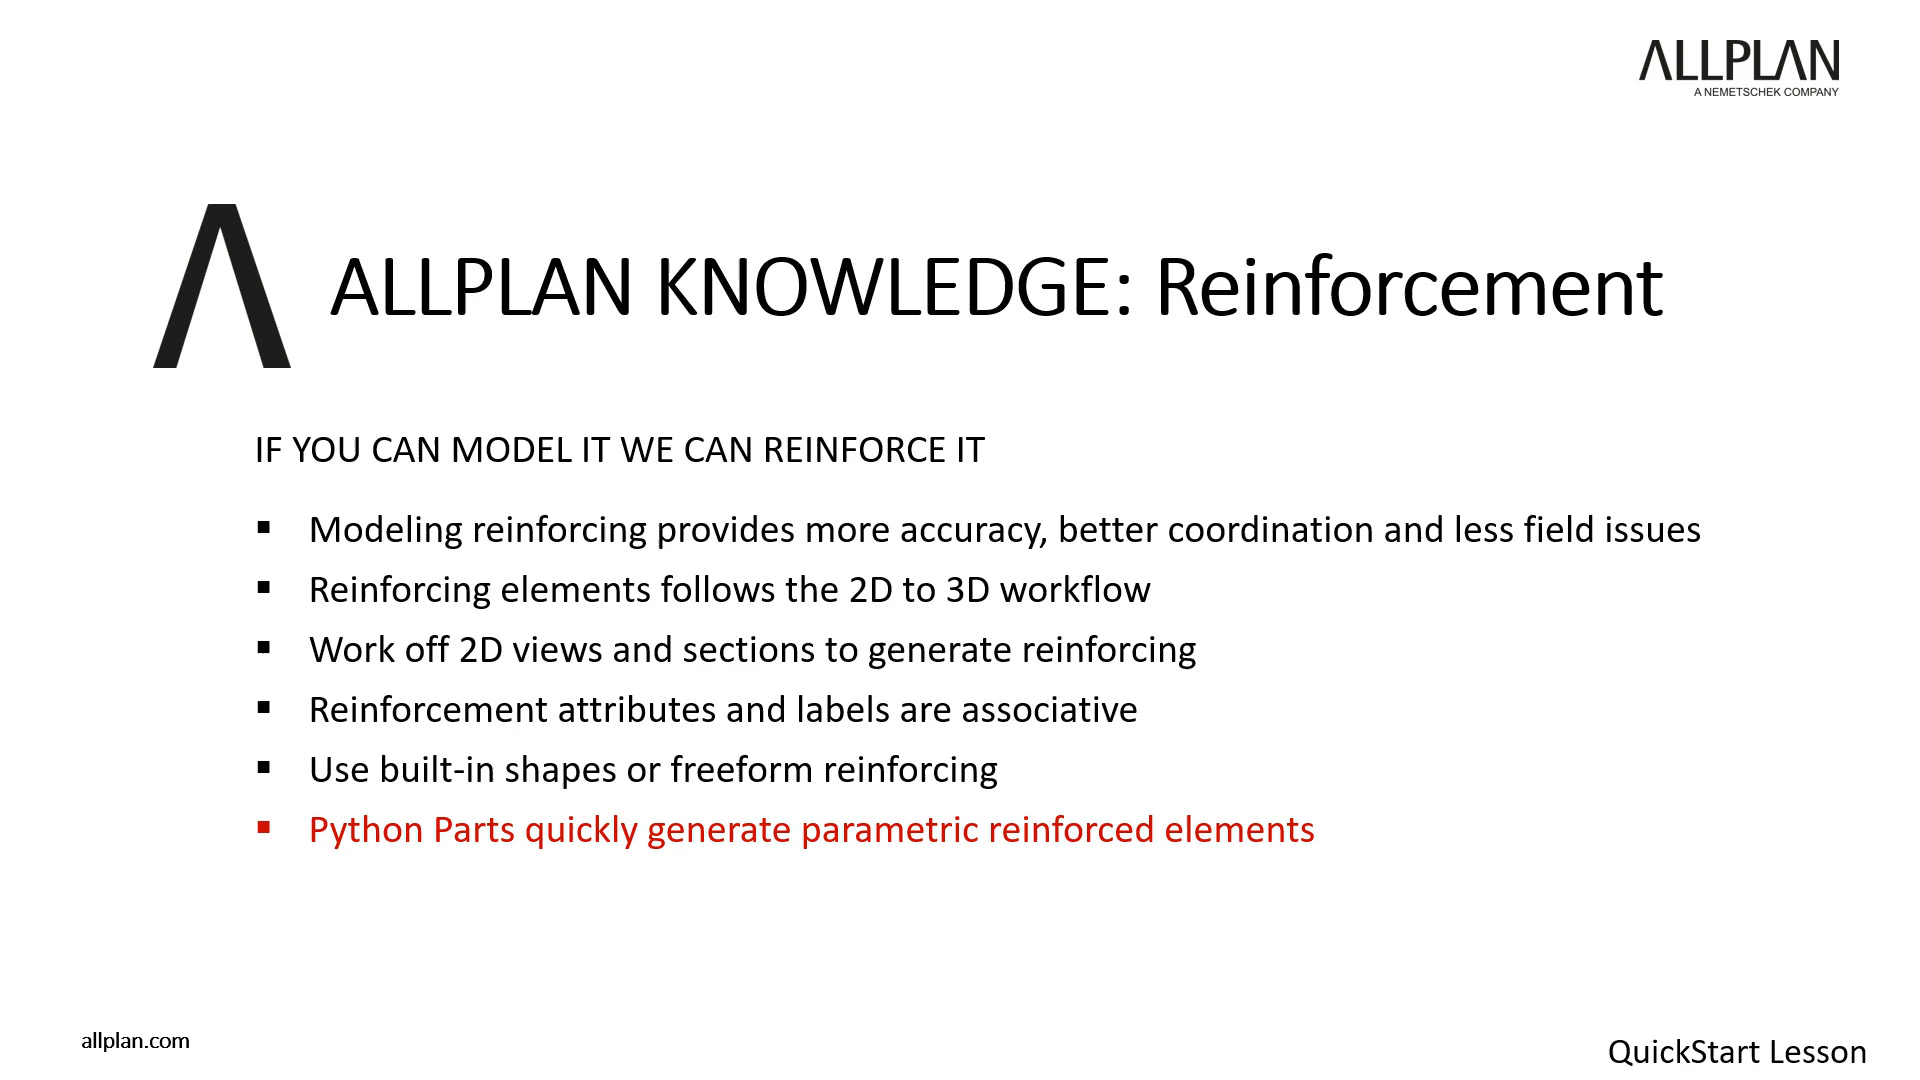 ALLPLAN
A NEMETSCHEK COMPANY
ALLPLAN KNOWLEDGE: Reinforcement
IF YOU CAN MODEL IT WE CAN REINFORCE IT
▪ Modeling reinforcing provides more accuracy, better coordination and less field issues
▪ Reinforcing elements follows the 2D to 3D workflow
▪ Work off 2D views and sections to generate reinforcing
▪ Reinforcement attributes and labels are associative
▪ Use built-in shapes or freeform reinforcing
▪ Python Parts quickly generate parametric reinforced elements
allplan.com
QuickStart Lesson